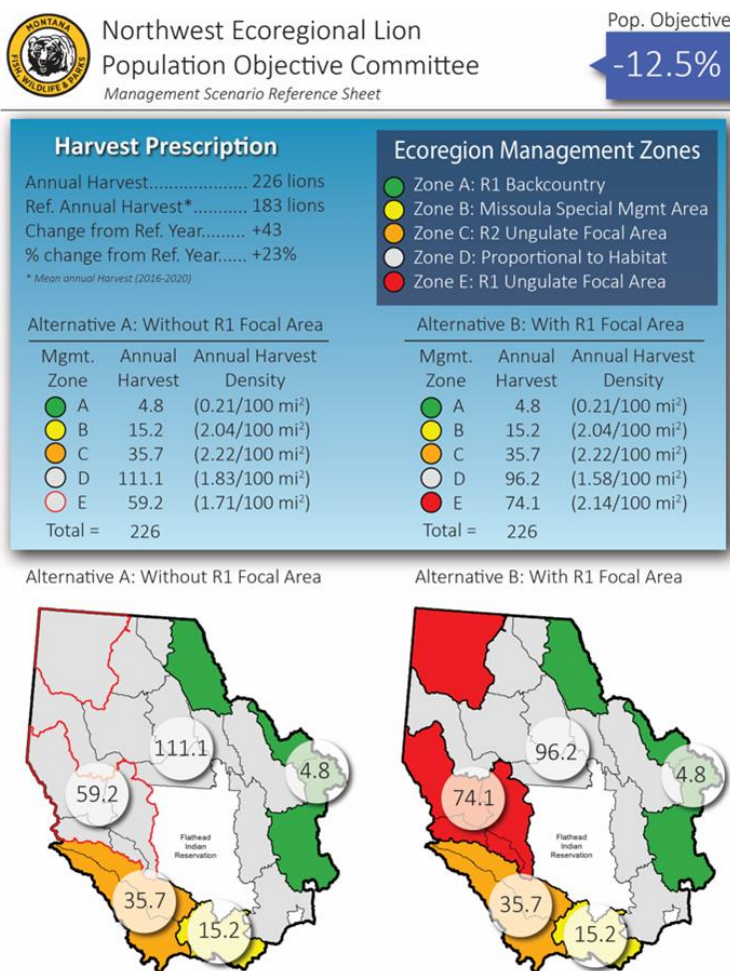 MONTANA
FISH, WILDLIFE & PARKS
Northwest Ecoregional Lion
Population Objective Committee
Management Scenario Reference Sheet
Pop. Objective
-12.5%
Harvest Prescription
Annual Harvest................... 226 lions
Ref. Annual Harvest*.......... 183 lions
Change from Ref. Year........ +43
% change from Ref. Year...... +23%
* Mean annual Harvest (2016-2020)
Ecoregion Management Zones
Zone A: R1 Backcountry
Zone B: Missoula Special Mgmt Area
Zone C: R2 Ungulate Focal Area
Zone D: Proportional to Habitat
Zone E: R1 Ungulate Focal Area
Alternative A: Without R1 Focal Area
Mgmt. Annual Annual Harvest
Zone Harvest Density
A 4.8 (0.21/100 mi²)
B 15.2 (2.04/100 mi²)
C 35.7 (2.22/100 mi²)
D 111.1 (1.83/100 mi²)
E 59.2 (1.71/100 mi²)
Total = 226
Alternative B: With R1 Focal Area
Mgmt. Annual Annual Harvest
Zone Harvest Density
A 4.8 (0.21/100 mi²)
B 15.2 (2.04/100 mi²)
C 35.7 (2.22/100 mi²)
D 96.2 (1.58/100 mi²)
E 74.1 (2.14/100 mi²)
Total = 226
Alternative A: Without R1 Focal Area
111.1
4.8
59.2
Flathead
Indian
Reservation
35.7
15.2
Alternative B: With R1 Focal Area
96.2
4.8
74.1
Flathead
Indian
Reservation
35.7
15.2